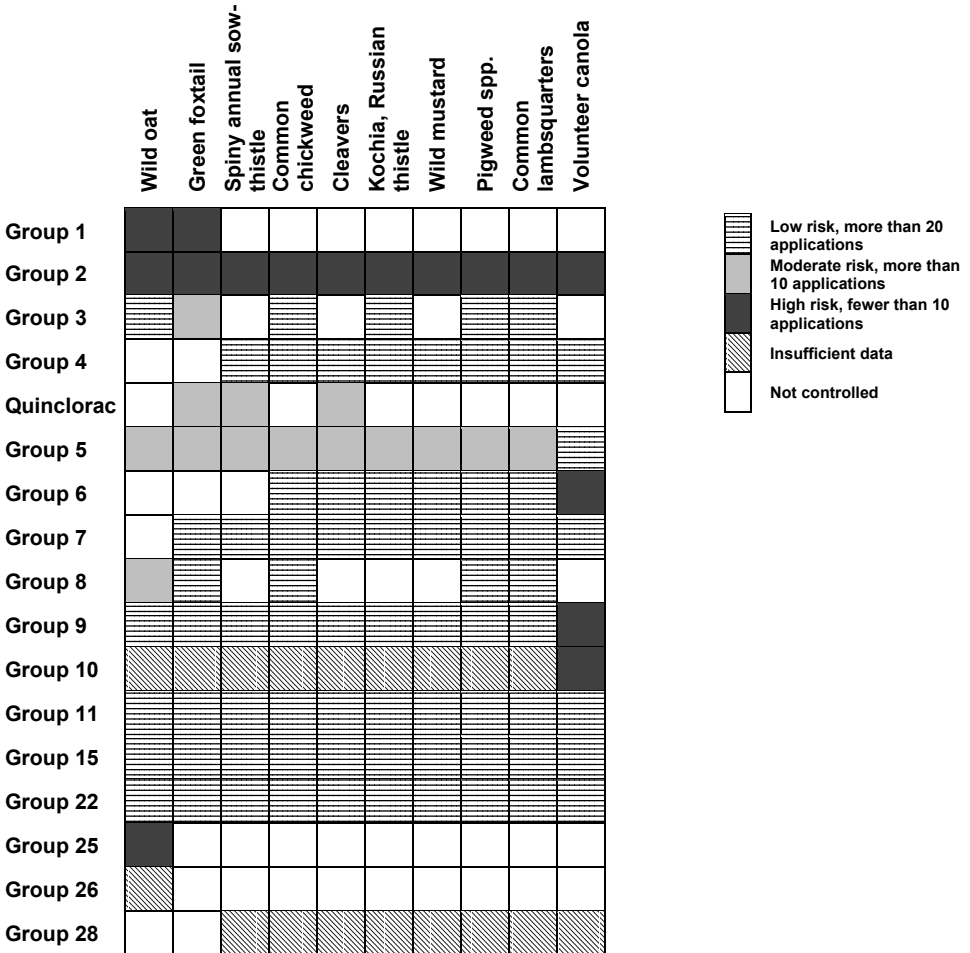 Wild oat
Green foxtail
Spiny annual sow-
thistle
Common
chickweed
Cleavers
Kochia, Russian
thistle
Wild mustard
Pigweed spp.
Common
lambsquarters
Volunteer canola
Group 1
Group 2
Group 3
Group 4
Quinclorac
Group 5
Group 6
Group 7
Group 8
Group 9
Group 10
Group 11
Group 15
Group 22
Group 25
Group 26
Group 28
Low risk, more than 20
applications
Moderate risk, more than
10 applications
High risk, fewer than 10
applications
Insufficient data
Not controlled